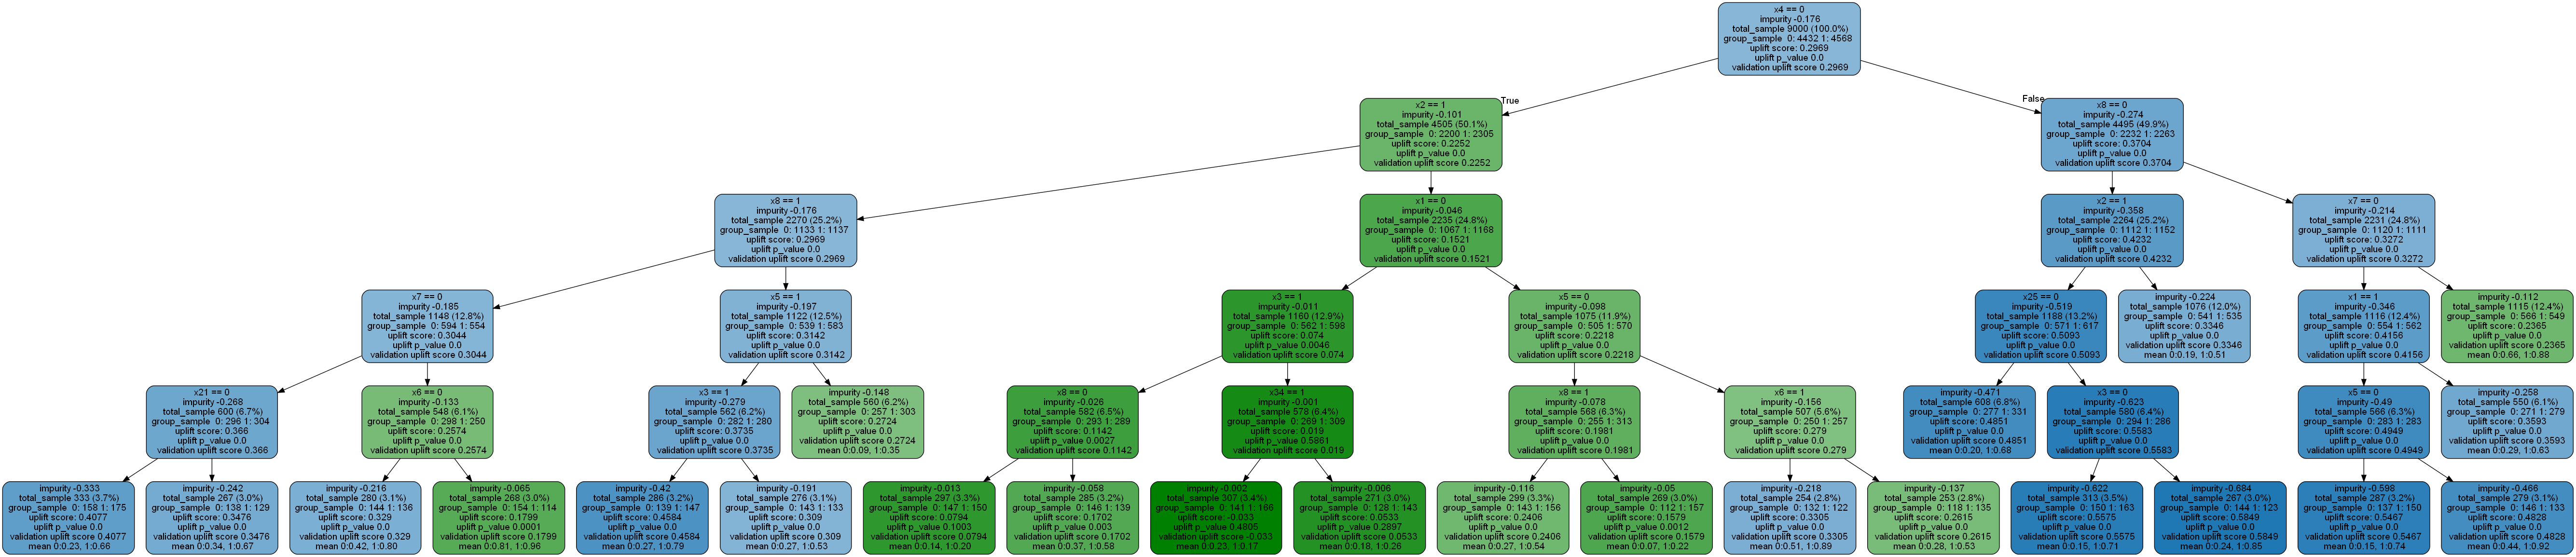 x4 == 0
impurity -0.176
total_sample 9000 (100.0%)
group_sample 0: 4432 1: 4568
uplift score: 0.2969
uplift p_value 0.0
validation uplift score 0.2969
True
False
x2 == 1
impurity -0.101
total_sample 4505 (50.1%)
group_sample 0: 2200 1: 2305
uplift score: 0.2252
uplift p_value 0.0
validation uplift score 0.2252
x8 == 0
impurity -0.274
total_sample 4495 (49.9%)
group_sample 0: 2232 1: 2263
uplift score: 0.3704
uplift p_value 0.0
validation uplift score 0.3704
x8 == 1
impurity -0.176
total_sample 2270 (25.2%)
group_sample 0: 1133 1: 1137
uplift score: 0.2969
uplift p_value 0.0
validation uplift score 0.2969
x1 == 0
impurity -0.046
total_sample 2235 (24.8%)
group_sample 0: 1067 1: 1168
uplift score: 0.1521
uplift p_value 0.0
validation uplift score 0.1521
x2 == 1
impurity -0.358
total_sample 2264 (25.2%)
group_sample 0: 1112 1: 1152
uplift score: 0.4232
uplift p_value 0.0
validation uplift score 0.4232
x7 == 0
impurity -0.214
total_sample 2231 (24.8%)
group_sample 0: 1120 1: 1111
uplift score: 0.3272
uplift p_value 0.0
validation uplift score 0.3272
x7 == 0
impurity -0.185
total_sample 1148 (12.8%)
group_sample 0: 594 1: 554
uplift score: 0.3044
uplift p_value 0.0
validation uplift score 0.3044
x5 == 1
impurity -0.197
total_sample 1122 (12.5%)
group_sample 0: 539 1: 583
uplift score: 0.3142
uplift p_value 0.0
validation uplift score 0.3142
x3 == 1
impurity -0.011
total_sample 1160 (12.9%)
group_sample 0: 562 1: 598
uplift score: 0.074
uplift p_value 0.0046
validation uplift score 0.074
x5 == 0
impurity -0.098
total_sample 1075 (11.9%)
group_sample 0: 505 1: 570
uplift score: 0.2218
uplift p_value 0.0
validation uplift score 0.2218
x25 == 0
impurity -0.519
total_sample 1188 (13.2%)
group_sample 0: 571 1: 617
uplift score: 0.5093
uplift p_value 0.0
validation uplift score 0.5093
impurity -0.224
total_sample 1076 (12.0%)
group_sample 0: 541 1: 535
uplift score: 0.3346
uplift p_value 0.0
validation uplift score 0.3346
mean 0:0.19, 1:0.51
x1 == 1
impurity -0.346
total_sample 1116 (12.4%)
group_sample 0: 554 1: 562
uplift score: 0.4156
uplift p_value 0.0
validation uplift score 0.4156
impurity -0.112
total_sample 1115 (12.4%)
group_sample 0: 566 1: 549
uplift score: 0.2365
uplift p_value 0.0
validation uplift score 0.2365
mean 0:0.66, 1:0.88
x21 == 0
impurity -0.268
total_sample 600 (6.7%)
group_sample 0: 296 1: 304
uplift score: 0.366
uplift p_value 0.0
validation uplift score 0.366
x6 == 0
impurity -0.133
total_sample 548 (6.1%)
group_sample 0: 298 1: 250
uplift score: 0.2574
uplift p_value 0.0
validation uplift score 0.2574
x3 == 1
impurity -0.279
total_sample 562 (6.2%)
group_sample 0: 282 1: 280
uplift score: 0.3735
uplift p_value 0.0
validation uplift score 0.3735
impurity -0.148
total_sample 560 (6.2%)
group_sample 0: 257 1: 303
uplift score: 0.2724
uplift p_value 0.0
validation uplift score 0.2724
mean 0:0.09, 1:0.35
x8 == 0
impurity -0.026
total_sample 582 (6.5%)
group_sample 0: 293 1: 289
uplift score: 0.1142
uplift p_value 0.0027
validation uplift score 0.1142
x34 == 1
impurity -0.001
total_sample 578 (6.4%)
group_sample 0: 269 1: 309
uplift score: 0.019
uplift p_value 0.5861
validation uplift score 0.019
x8 == 1
impurity -0.078
total_sample 568 (6.3%)
group_sample 0: 255 1: 313
uplift score: 0.1981
uplift p_value 0.0
validation uplift score 0.1981
x6 == 1
impurity -0.156
total_sample 507 (5.6%)
group_sample 0: 250 1: 257
uplift score: 0.279
uplift p_value 0.0
validation uplift score 0.279
impurity -0.471
total_sample 608 (6.8%)
group_sample 0: 277 1: 331
uplift score: 0.4851
uplift p_value 0.0
validation uplift score 0.4851
mean 0:0.20, 1:0.68
x3 == 0
impurity -0.623
total_sample 580 (6.4%)
group_sample 0: 294 1: 286
uplift score: 0.5583
uplift p_value 0.0
validation uplift score 0.5583
x5 == 0
impurity -0.49
total_sample 566 (6.3%)
group_sample 0: 283 1: 283
uplift score: 0.4949
uplift p_value 0.0
validation uplift score 0.4949
impurity -0.258
total_sample 550 (6.1%)
group_sample 0: 271 1: 279
uplift score: 0.3593
uplift p_value 0.0
validation uplift score 0.3593
mean 0:0.29, 1:0.63
impurity -0.333
total_sample 333 (3.7%)
group_sample 0: 158 1: 175
uplift score: 0.4077
uplift p_value 0.0
validation uplift score 0.4077
mean 0:0.23, 1:0.66
impurity -0.242
total_sample 267 (3.0%)
group_sample 0: 138 1: 129
uplift score: 0.3476
uplift p_value 0.0
validation uplift score 0.3476
mean 0:0.34, 1:0.67
impurity -0.216
total_sample 280 (3.1%)
group_sample 0: 144 1: 136
uplift score: 0.329
uplift p_value 0.0
validation uplift score 0.329
mean 0:0.42, 1:0.80
impurity -0.065
total_sample 268 (3.0%)
group_sample 0: 154 1: 114
uplift score: 0.1799
uplift p_value 0.0001
validation uplift score 0.1799
mean 0:0.81, 1:0.96
impurity -0.42
total_sample 286 (3.2%)
group_sample 0: 139 1: 147
uplift score: 0.4584
uplift p_value 0.0
validation uplift score 0.4584
mean 0:0.27, 1:0.79
impurity -0.191
total_sample 276 (3.1%)
group_sample 0: 143 1: 133
uplift score: 0.309
uplift p_value 0.0
validation uplift score 0.309
mean 0:0.27, 1:0.53
impurity -0.013
total_sample 297 (3.3%)
group_sample 0: 147 1: 150
uplift score: 0.0794
uplift p_value 0.1003
validation uplift score 0.0794
mean 0:0.14, 1:0.20
impurity -0.058
total_sample 285 (3.2%)
group_sample 0: 146 1: 139
uplift score: 0.1702
uplift p_value 0.003
validation uplift score 0.1702
mean 0:0.37, 1:0.58
impurity -0.002
total_sample 307 (3.4%)
group_sample 0: 141 1: 166
uplift score: -0.033
uplift p_value 0.4805
validation uplift score -0.033
mean 0:0.23, 1:0.17
impurity -0.006
total_sample 271 (3.0%)
group_sample 0: 128 1: 143
uplift score: 0.0533
uplift p_value 0.2897
validation uplift score 0.0533
mean 0:0.18, 1:0.26
impurity -0.116
total_sample 299 (3.3%)
group_sample 0: 143 1: 156
uplift score: 0.2406
uplift p_value 0.0
validation uplift score 0.2406
mean 0:0.27, 1:0.54
impurity -0.05
total_sample 269 (3.0%)
group_sample 0: 112 1: 157
uplift score: 0.1579
uplift p_value 0.0012
validation uplift score 0.1579
mean 0:0.07, 1:0.22
impurity -0.218
total_sample 254 (2.8%)
group_sample 0: 132 1: 122
uplift score: 0.3305
uplift p_value 0.0
validation uplift score 0.3305
mean 0:0.51, 1:0.89
impurity -0.137
total_sample 253 (2.8%)
group_sample 0: 118 1: 135
uplift score: 0.2615
uplift p_value 0.0
validation uplift score 0.2615
mean 0:0.28, 1:0.53
impurity -0.622
total_sample 313 (3.5%)
group_sample 0: 150 1: 163
uplift score: 0.5575
uplift p_value 0.0
validation uplift score 0.5575
mean 0:0.15, 1:0.71
impurity -0.684
total_sample 267 (3.0%)
group_sample 0: 144 1: 123
uplift score: 0.5849
uplift p_value 0.0
validation uplift score 0.5849
mean 0:0.24, 1:0.85
impurity -0.598
total_sample 287 (3.2%)
group_sample 0: 137 1: 150
uplift score: 0.5467
uplift p_value 0.0
validation uplift score 0.5467
mean 0:0.15, 1:0.74
impurity -0.466
total_sample 279 (3.1%)
group_sample 0: 146 1: 133
uplift score: 0.4828
uplift p_value 0.0
validation uplift score 0.4828
mean 0:0.44, 1:0.92